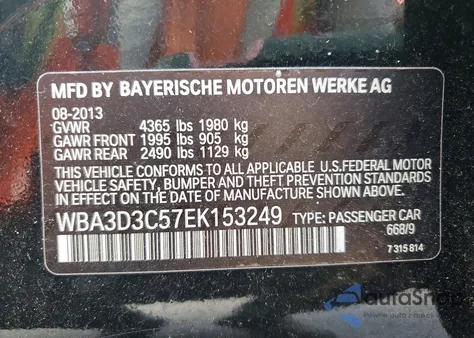 MFD BY BAYERISCHE MOTOREN WERKE AG
08-2013
GVWR 4365 lbs 1980 kg
GAWR FRONT 1995 lbs 905 kg
GAWR REAR 2490 lbs 1129 kg
THIS VEHICLE CONFORMS TO ALL APPLICABLE U.S.FEDERAL MOTOR
VEHICLE SAFETY, BUMPER AND THEFT PREVENTION STANDARDS IN
EFFECT ON THE DATE OF MANUFACTURE SHOWN ABOVE.
WBA3D3C57EK153249 TYPE: PASSENGER CAR
668/9
7 315 814
autoSnap